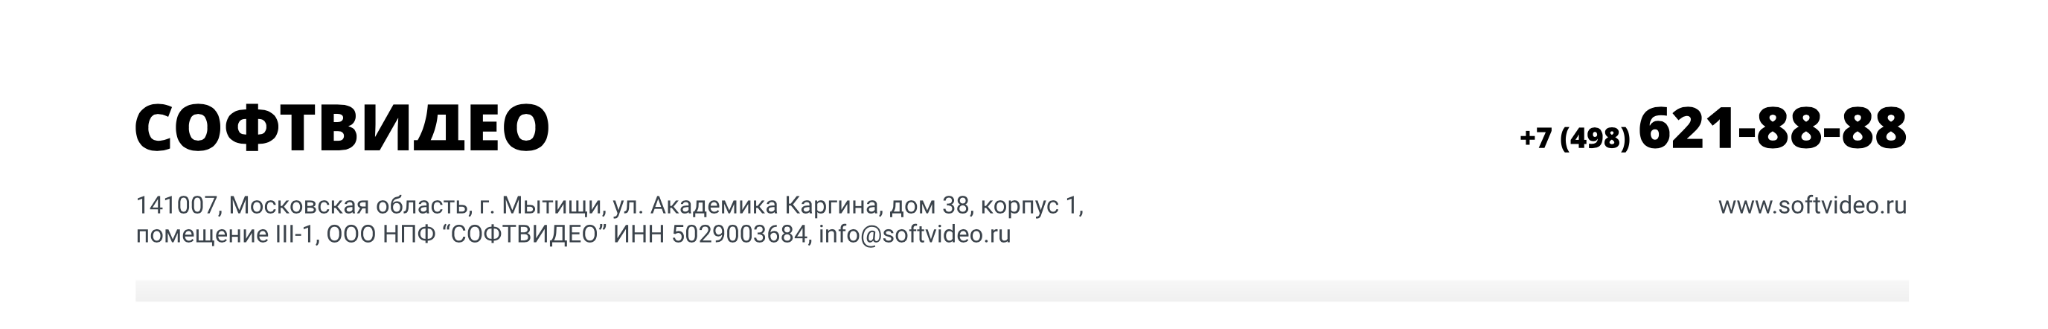 СОФТВИДЕО
+7 (498) 621-88-88
141007, Московская область, г. Мытищи, ул. Академика Каргина, дом 38, корпус 1,
помещение III-1, ООО НПФ “СОФТВИДЕО” ИНН 5029003684, info@softvideo.ru
www.softvideo.ru